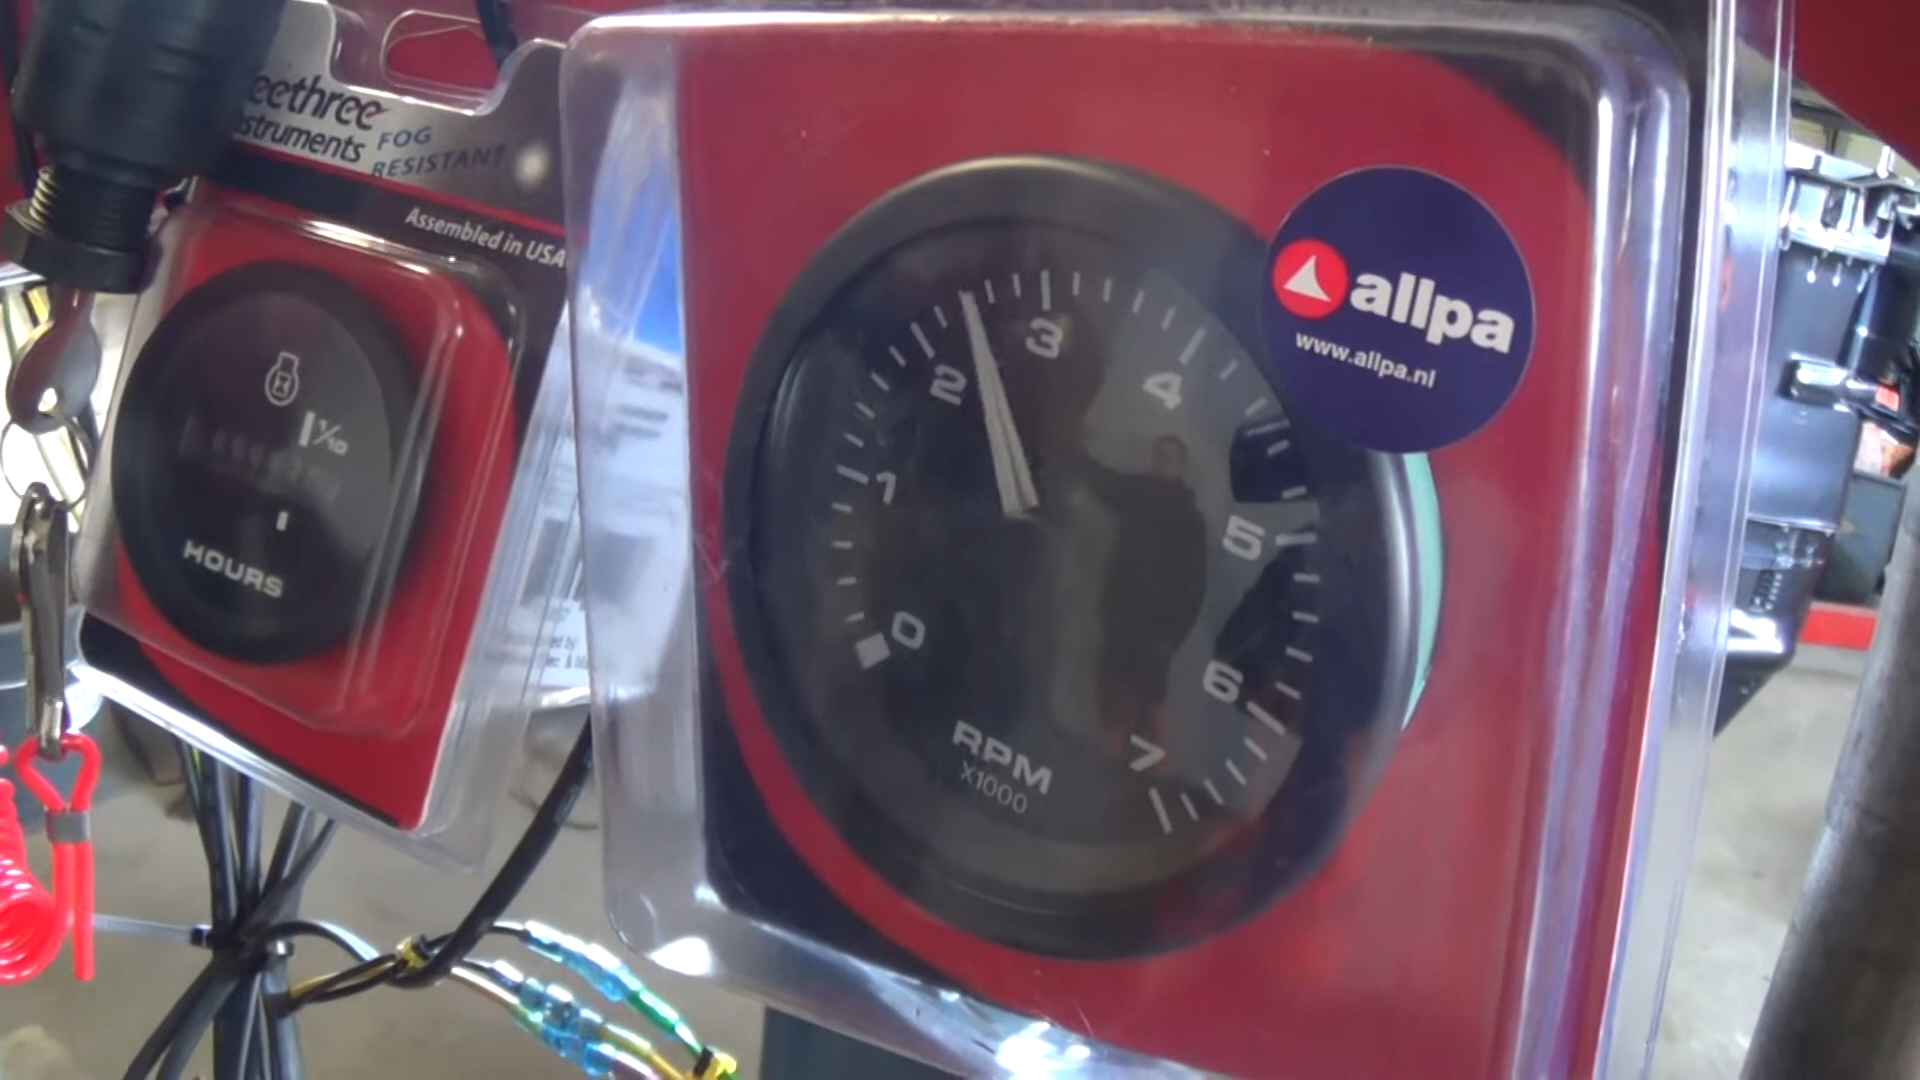 eethree
struments
FOG
RESISTANT
Assembled in USA
1/10
HOURS
allpa
www.allpa.nl
0
1
2
3
4
5
6
7
RPM
X1000